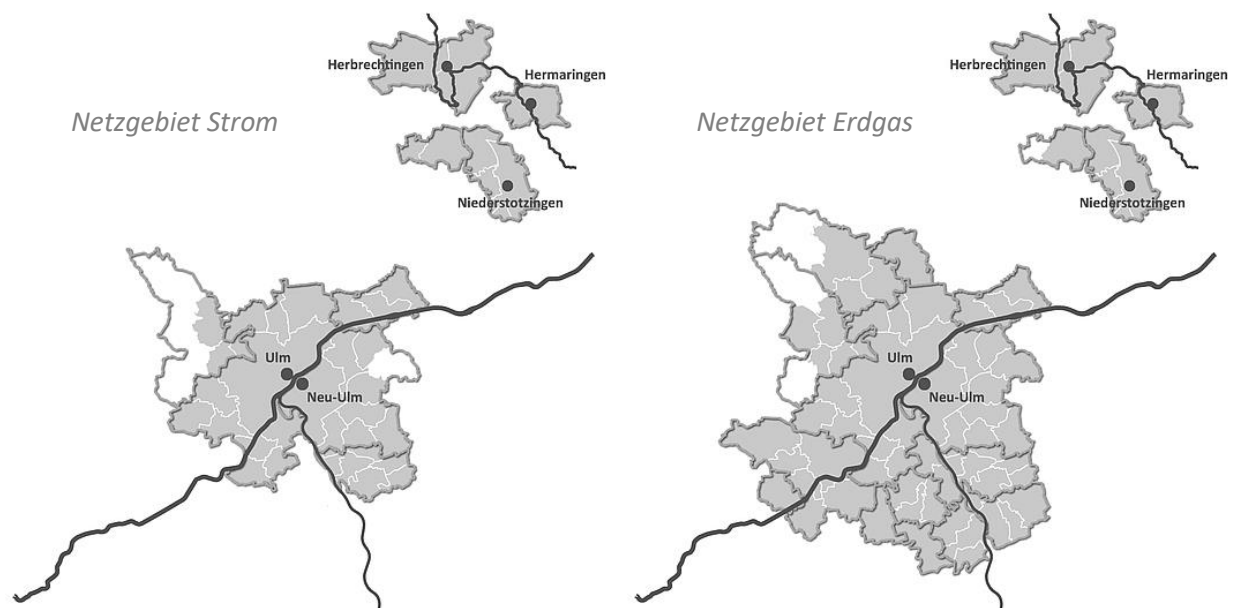 Herbrechtingen
Hermaringen
Netzgebiet Strom
Niederstotzingen
Ulm
Neu-Ulm
Herbrechtingen
Hermaringen
Netzgebiet Erdgas
Niederstotzingen
Ulm
Neu-Ulm